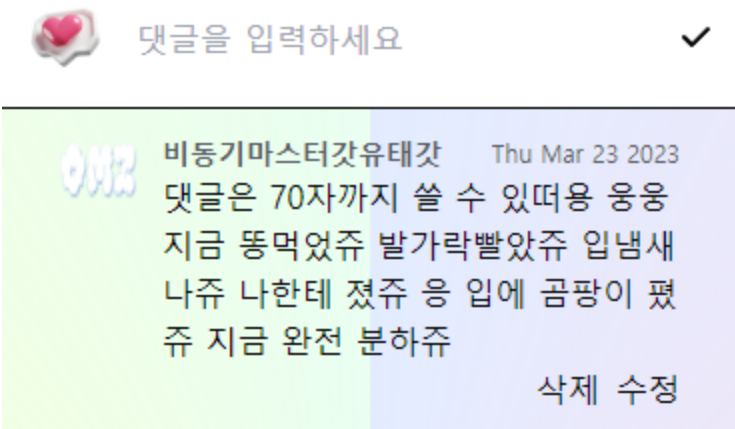 댓글을 입력하세요
OMZ
비동기마스터갓유태갓 Thu Mar 23 2023
댓글은 70자까지 쓸 수 있떠용 웅웅
지금 똥먹었쥬 발가락빨았쥬 입냄새
나쥬 나한테 졌쥬 응 입에 곰팡이 폈
쥬 지금 완전 분하쥬
삭제 수정